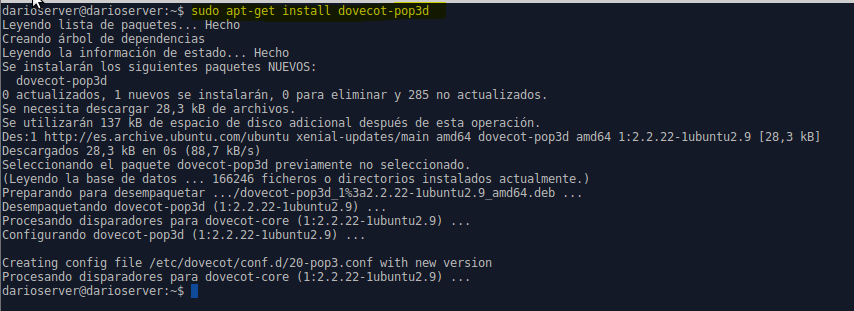 darioserver@darioserver:~$ sudo apt-get install dovecot-pop3d
Leyendo lista de paquetes... Hecho
Creando árbol de dependencias
Leyendo la información de estado... Hecho
Se instalarán los siguientes paquetes NUEVOS:
  dovecot-pop3d
0 actualizados, 1 nuevos se instalarán, 0 para eliminar y 285 no actualizados.
Se necesita descargar 28,3 kB de archivos.
Se utilizarán 137 kB de espacio de disco adicional después de esta operación.
Des:1 http://es.archive.ubuntu.com/ubuntu xenial-updates/main amd64 dovecot-pop3d amd64 1:2.2.22-1ubuntu2.9 [28,3 kB]
Descargados 28,3 kB en 0s (88,7 kB/s)
Seleccionando el paquete dovecot-pop3d previamente no seleccionado.
(Leyendo la base de datos ... 166246 ficheros o directorios instalados actualmente.)
Preparando para desempaquetar .../dovecot-pop3d_1%3a2.2.22-1ubuntu2.9_amd64.deb ...
Desempaquetando dovecot-pop3d (1:2.2.22-1ubuntu2.9) ...
Procesando disparadores para dovecot-core (1:2.2.22-1ubuntu2.9) ...
Configurando dovecot-pop3d (1:2.2.22-1ubuntu2.9) ...

Creating config file /etc/dovecot/conf.d/20-pop3.conf with new version
Procesando disparadores para dovecot-core (1:2.2.22-1ubuntu2.9) ...
darioserver@darioserver:~$